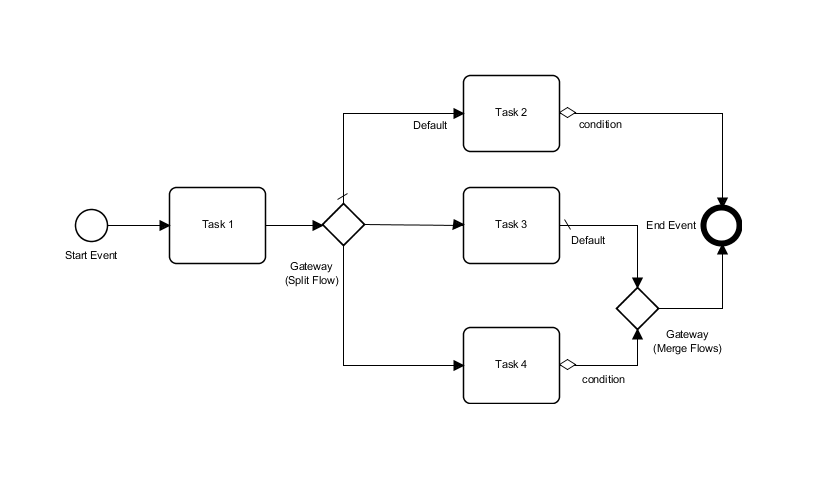 Task 2
Default
condition
Task 1
Task 3
End Event
Default
Start Event
Gateway
(Split Flow)
Gateway
(Merge Flows)
Task 4
condition